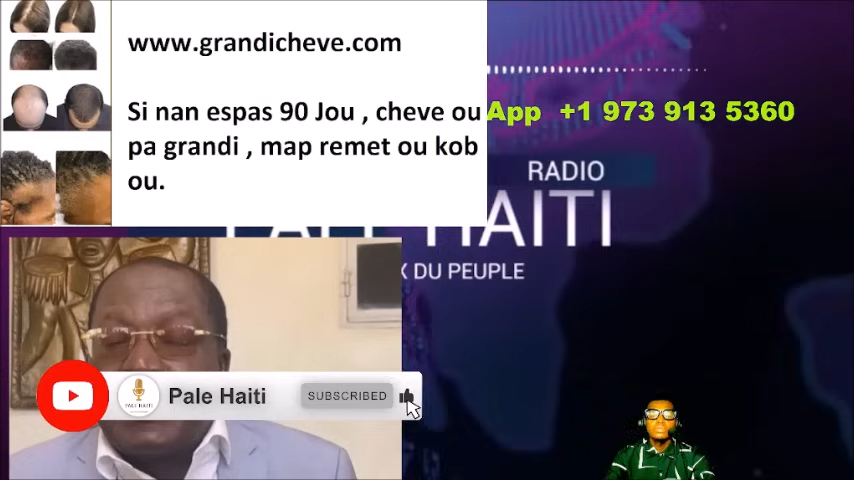 www.grandicheve.com
Si nan espas 90 Jou , cheve ou
pa grandi , map remet ou kob
ou.
App +1 973 913 5360
RADIO
HAITI
DU PEUPLE
Pale Haiti
SUBSCRIBED
PALE HAITI